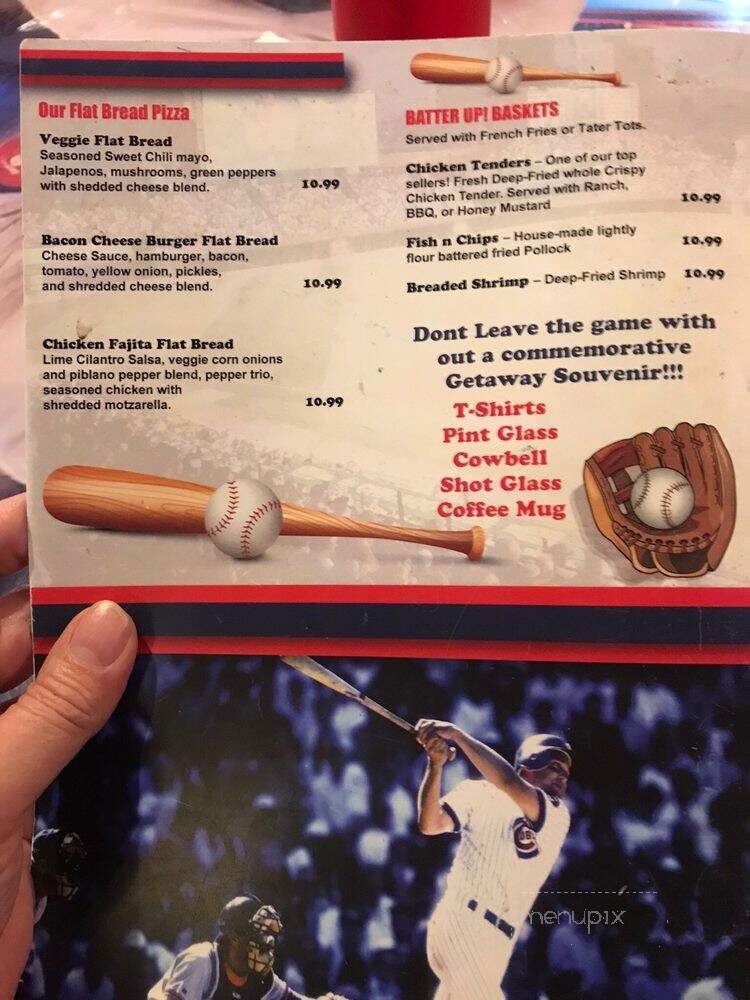 Our Flat Bread Pizza
Veggie Flat Bread
Seasoned Sweet Chili mayo,
Jalapenos, mushrooms, green peppers
with shedded cheese blend. 10.99
Bacon Cheese Burger Flat Bread
Cheese Sauce, hamburger, bacon,
tomato, yellow onion, pickles,
and shredded cheese blend. 10.99
Chicken Fajita Flat Bread
Lime Cilantro Salsa, veggie corn onions
and piblano pepper blend, pepper trio,
seasoned chicken with
shredded motzarella. 10.99
BATTER UP! BASKETS
Served with French Fries or Tater Tots.
Chicken Tenders – One of our top
sellers! Fresh Deep-Fried whole Crispy
Chicken Tender. Served with Ranch,
BBQ, or Honey Mustard 10.99
Fish n Chips – House-made lightly
flour battered fried Pollock 10.99
Breaded Shrimp – Deep-Fried Shrimp 10.99
Dont Leave the game with
out a commemorative
Getaway Souvenir!!!
T-Shirts
Pint Glass
Cowbell
Shot Glass
Coffee Mug
CUBS
menupix